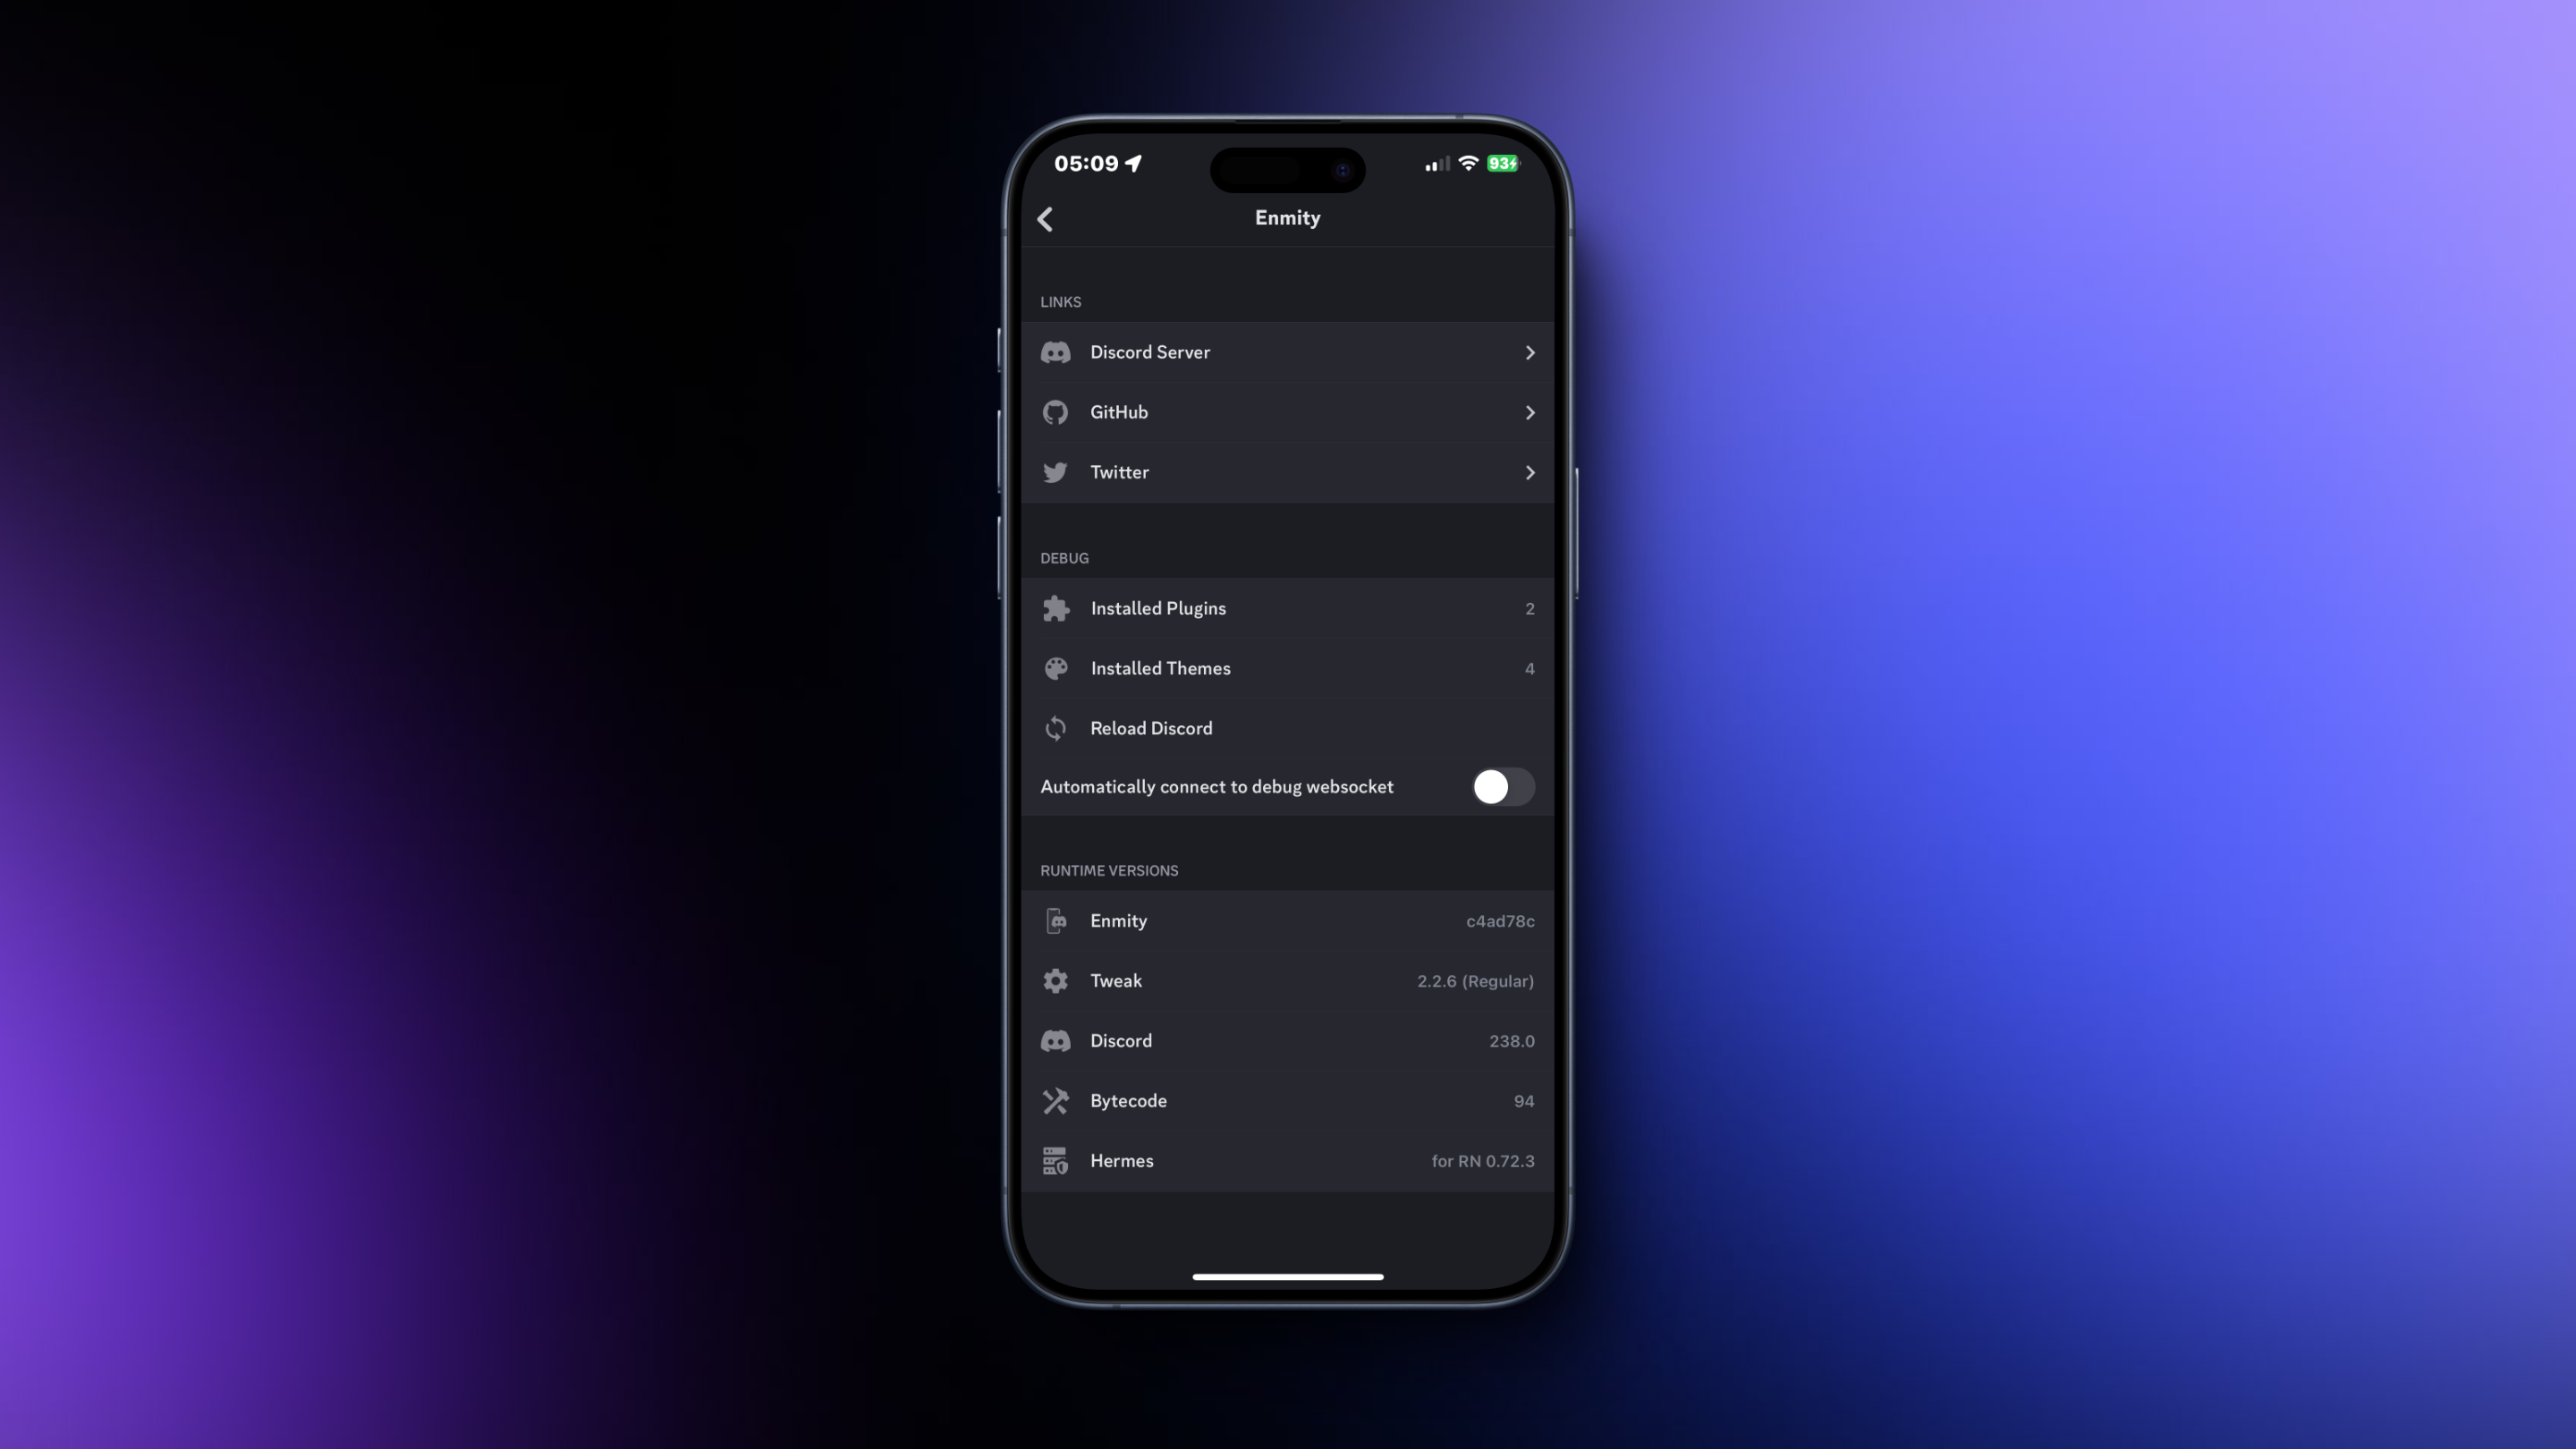 05:09
93
Enmity
LINKS
Discord Server
GitHub
Twitter
DEBUG
Installed Plugins 2
Installed Themes 4
Reload Discord
Automatically connect to debug websocket
RUNTIME VERSIONS
Enmity c4ad78c
Tweak 2.2.6 (Regular)
Discord 238.0
Bytecode 94
Hermes for RN 0.72.3